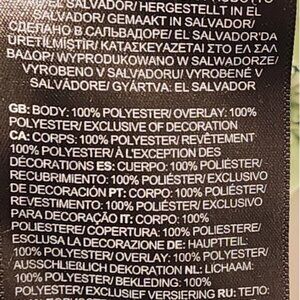 EL SALVADOR/ HERGESTELLT IN EL
SALVADOR/ GEMAAKT IN SALVADOR/
СДЕЛАНО В САЛЬВАДОРЕ/ EL SALVADOR'DA
ÜRETİLMİŞTİR/ ΚΑΤΑΣΚΕΥΑΖΕΤΑΙ ΣΤΟ ΕΛ ΣΑΛ
ΒΑΔΟΡ/ WYPRODUKOWANO W SALWADORZE/
VYROBENO V SALVADORU/ VYROBENÉ V
SALVÁDORE/ GYÁRTVA: EL SALVADOR
GB: BODY: 100% POLYESTER/ OVERLAY: 100%
POLYESTER/ EXCLUSIVE OF DECORATION
CA: CORPS: 100% POLYESTER/ REVÊTEMENT:
100% POLYESTER/ À L'EXCEPTION DES
DÉCORATIONS ES: CUERPO: 100% POLIÉSTER/
RECUBRIMIENTO: 100% POLIÉSTER/ EXCLUSIVO
DE DECORACIÓN PT: CORPO: 100% POLIÉSTER/
REVESTIMENTO: 100% POLIÉSTER/ EXCLUSIVO
PARA DECORAÇÃO IT: CORPO: 100%
POLIESTERE/ COPERTURA: 100% POLIESTERE/
ESCLUSA LA DECORAZIONE DE: HAUPTTEIL:
100% POLYESTER/ OVERLAY: 100% POLYESTER/
AUSSCHLIEßLICH DEKORATION NL: LICHAAM:
100% POLYESTER/ BEKLEDING: 100%
POLYESTER/ EXCLUSIEF VERSIERING RU: ТЕЛО: